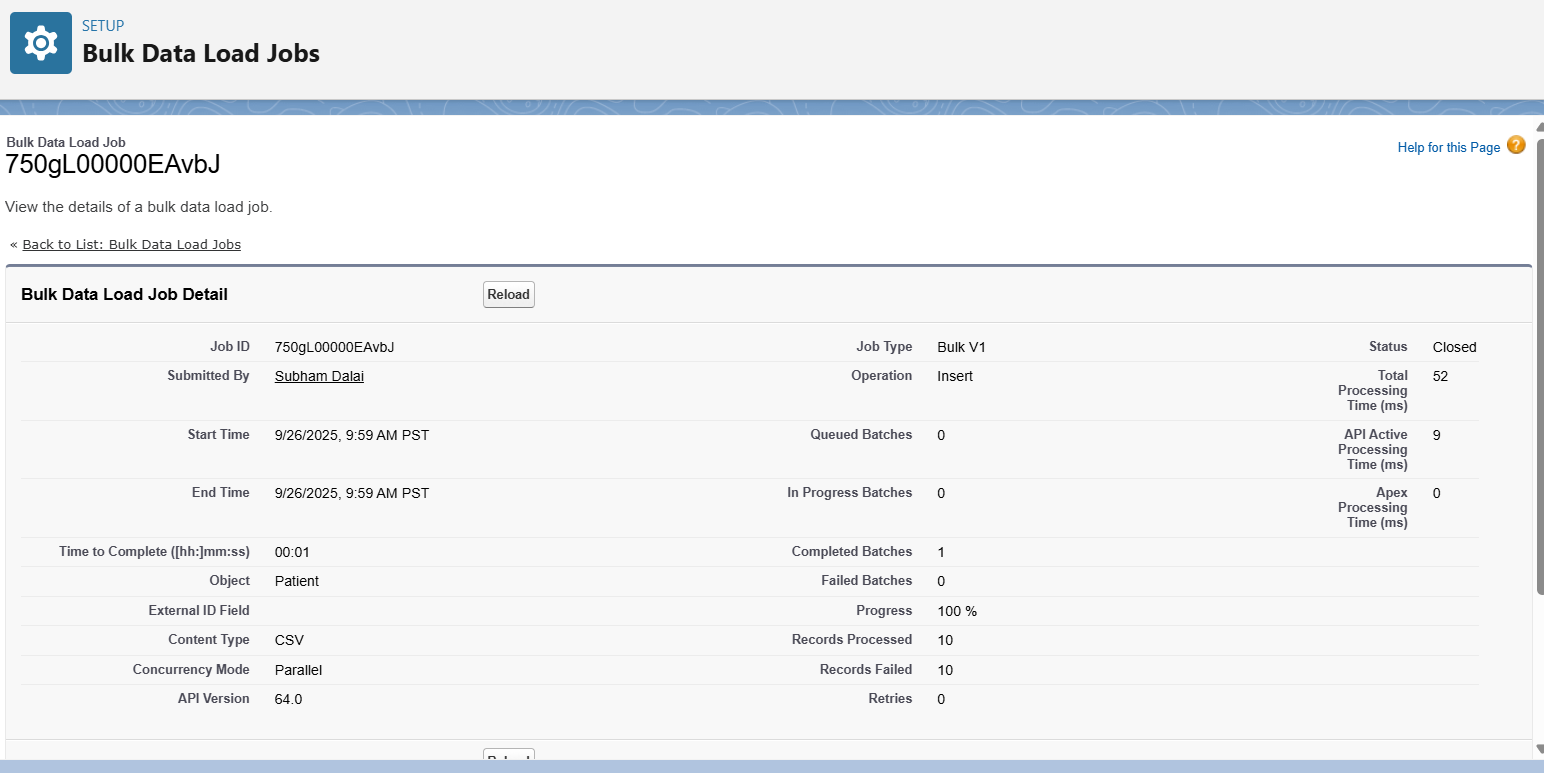 SETUP
Bulk Data Load Jobs
Bulk Data Load Job
750gL00000EAvbJ
Help for this Page ?
View the details of a bulk data load job.
« Back to List: Bulk Data Load Jobs
Bulk Data Load Job Detail Reload
Job ID 750gL00000EAvbJ Job Type Bulk V1 Status Closed
Submitted By Subham Dalai Operation Insert Total
Processing
Time (ms) 52
Start Time 9/26/2025, 9:59 AM PST Queued Batches 0 API Active
Processing
Time (ms) 9
End Time 9/26/2025, 9:59 AM PST In Progress Batches 0 Apex
Processing
Time (ms) 0
Time to Complete ([hh:]mm:ss) 00:01 Completed Batches 1
Object Patient Failed Batches 0
External ID Field Progress 100 %
Content Type CSV Records Processed 10
Concurrency Mode Parallel Records Failed 10
API Version 64.0 Retries 0
Reload